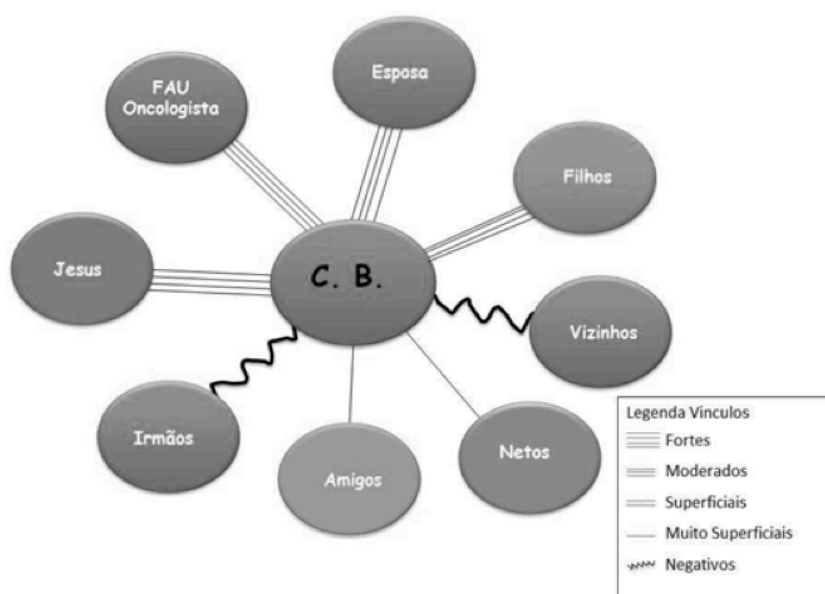 Esposa
FAU
Oncologista
Filhos
Jesus
C. B.
Vizinhos
Irmãos
Amigos
Netos
Legenda Vinculos
Fortes
Moderados
Superficiais
Muito Superficiais
Negativos